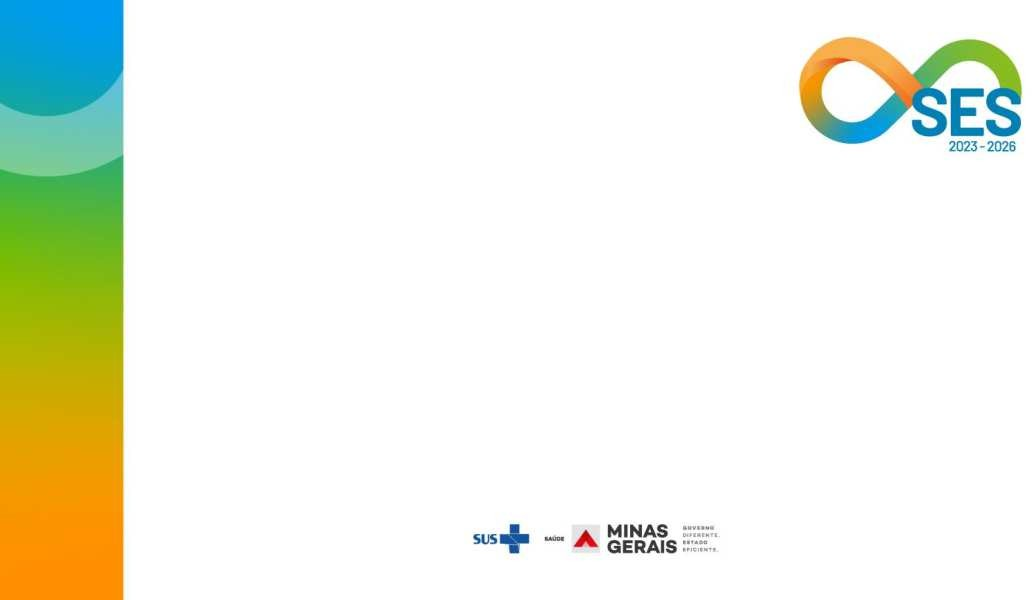 SES
2023 - 2026
SUS
SAÚDE
MINAS
GERAIS
GOVERNO
DIFERENTE.
ESTADO
EFICIENTE.